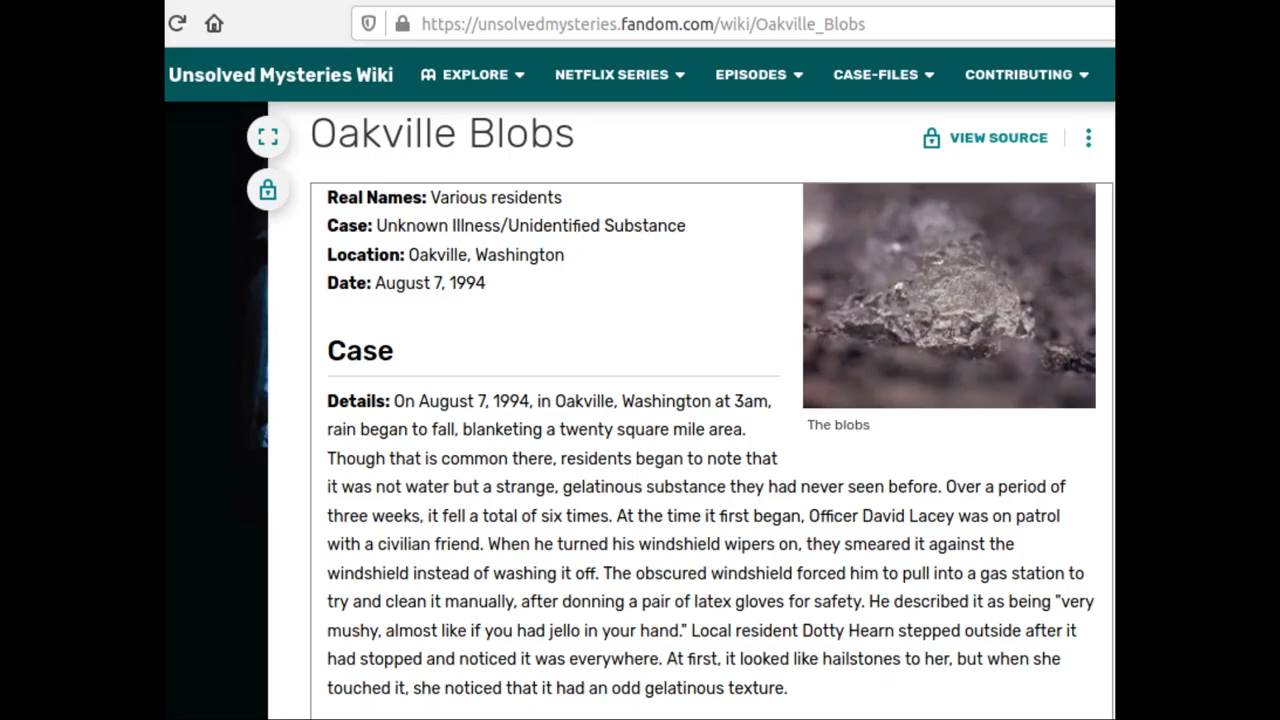 https://unsolvedmysteries.fandom.com/wiki/Oakville_Blobs
Unsolved Mysteries Wiki EXPLORE NETFLIX SERIES EPISODES CASE-FILES CONTRIBUTING
Oakville Blobs
VIEW SOURCE
Real Names: Various residents
Case: Unknown Illness/Unidentified Substance
Location: Oakville, Washington
Date: August 7, 1994
The blobs
Case
Details: On August 7, 1994, in Oakville, Washington at 3am,
rain began to fall, blanketing a twenty square mile area.
Though that is common there, residents began to note that
it was not water but a strange, gelatinous substance they had never seen before. Over a period of
three weeks, it fell a total of six times. At the time it first began, Officer David Lacey was on patrol
with a civilian friend. When he turned his windshield wipers on, they smeared it against the
windshield instead of washing it off. The obscured windshield forced him to pull into a gas station to
try and clean it manually, after donning a pair of latex gloves for safety. He described it as being "very
mushy, almost like if you had jello in your hand." Local resident Dotty Hearn stepped outside after it
had stopped and noticed it was everywhere. At first, it looked like hailstones to her, but when she
touched it, she noticed that it had an odd gelatinous texture.